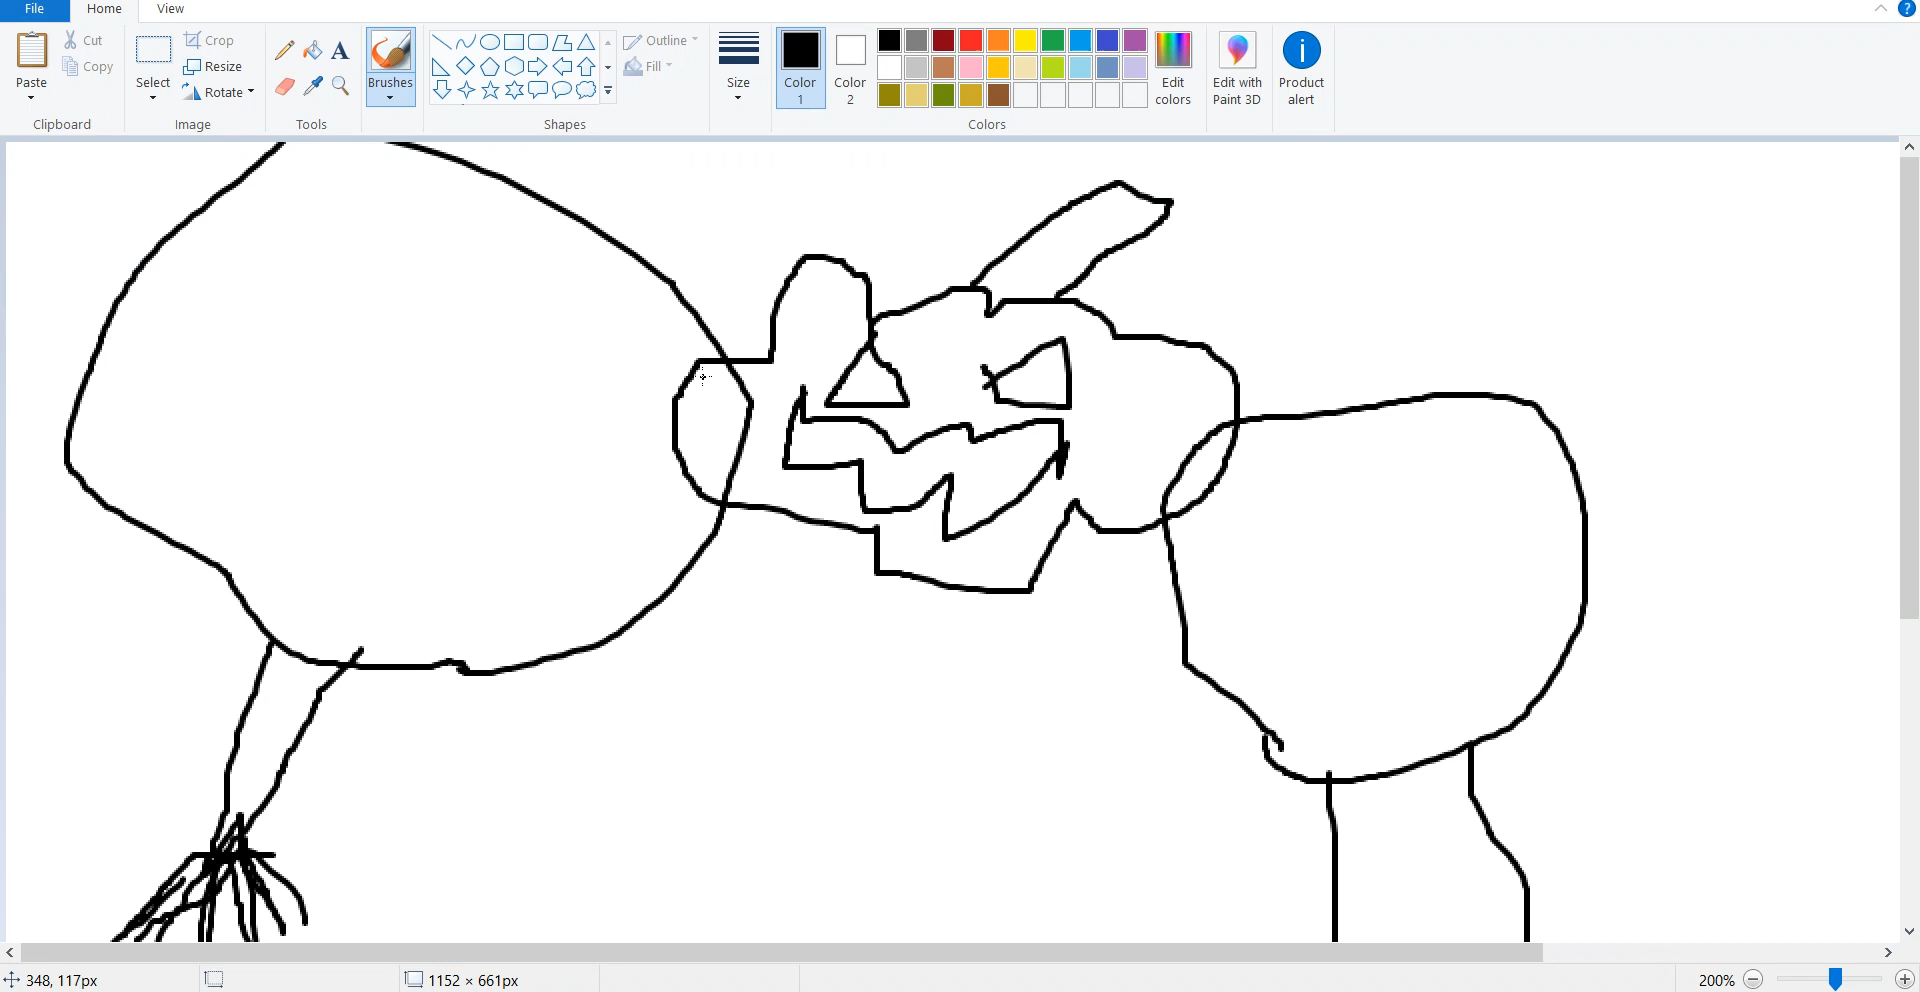 File Home View
Paste
Cut
Copy
Clipboard
Select
Crop
Resize
Rotate
Image
A
Tools
Brushes
Shapes
Outline
Fill
Size
Color
1
Color
2
Edit
colors
Colors
Edit with
Paint 3D
Product
alert
348, 117px
1152 × 661px
200%